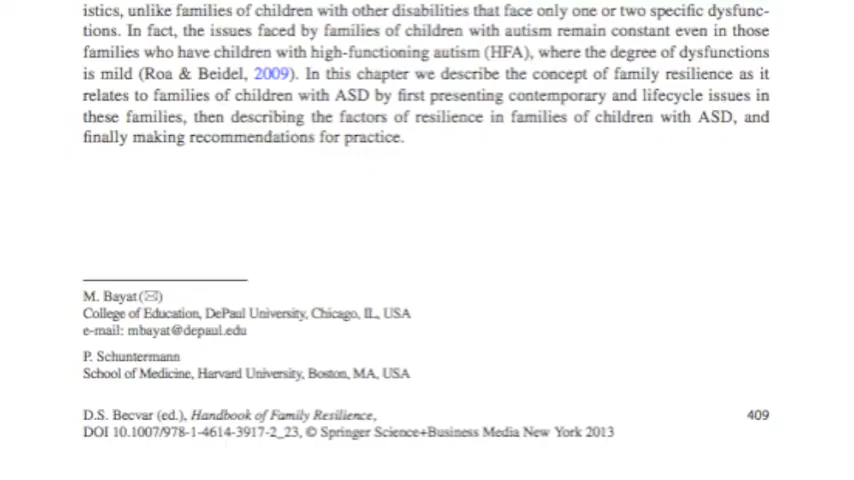 istics, unlike families of children with other disabilities that face only one or two specific dysfunc-
tions. In fact, the issues faced by families of children with autism remain constant even in those
families who have children with high-functioning autism (HFA), where the degree of dysfunctions
is mild (Roa & Beidel, 2009). In this chapter we describe the concept of family resilience as it
relates to families of children with ASD by first presenting contemporary and lifecycle issues in
these families, then describing the factors of resilience in families of children with ASD, and
finally making recommendations for practice.
M. Bayat (✉)
College of Education, DePaul University, Chicago, IL, USA
e-mail: mbayat@depaul.edu
P. Schuntermann
School of Medicine, Harvard University, Boston, MA, USA
D.S. Becvar (ed.), Handbook of Family Resilience, 409
DOI 10.1007/978-1-4614-3917-2_23, © Springer Science+Business Media New York 2013